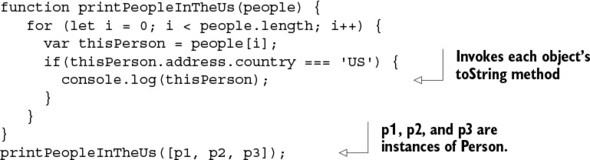 function printPeopleInTheUs(people) {
for (let i = 0; i < people.length; i++) {
var thisPerson = people[i];
if(thisPerson.address.country === 'US') {
console.log(thisPerson);
}
}
}
printPeopleInTheUs([p1, p2, p3]);
Invokes each object's
toString method
p1, p2, and p3 are
instances of Person.